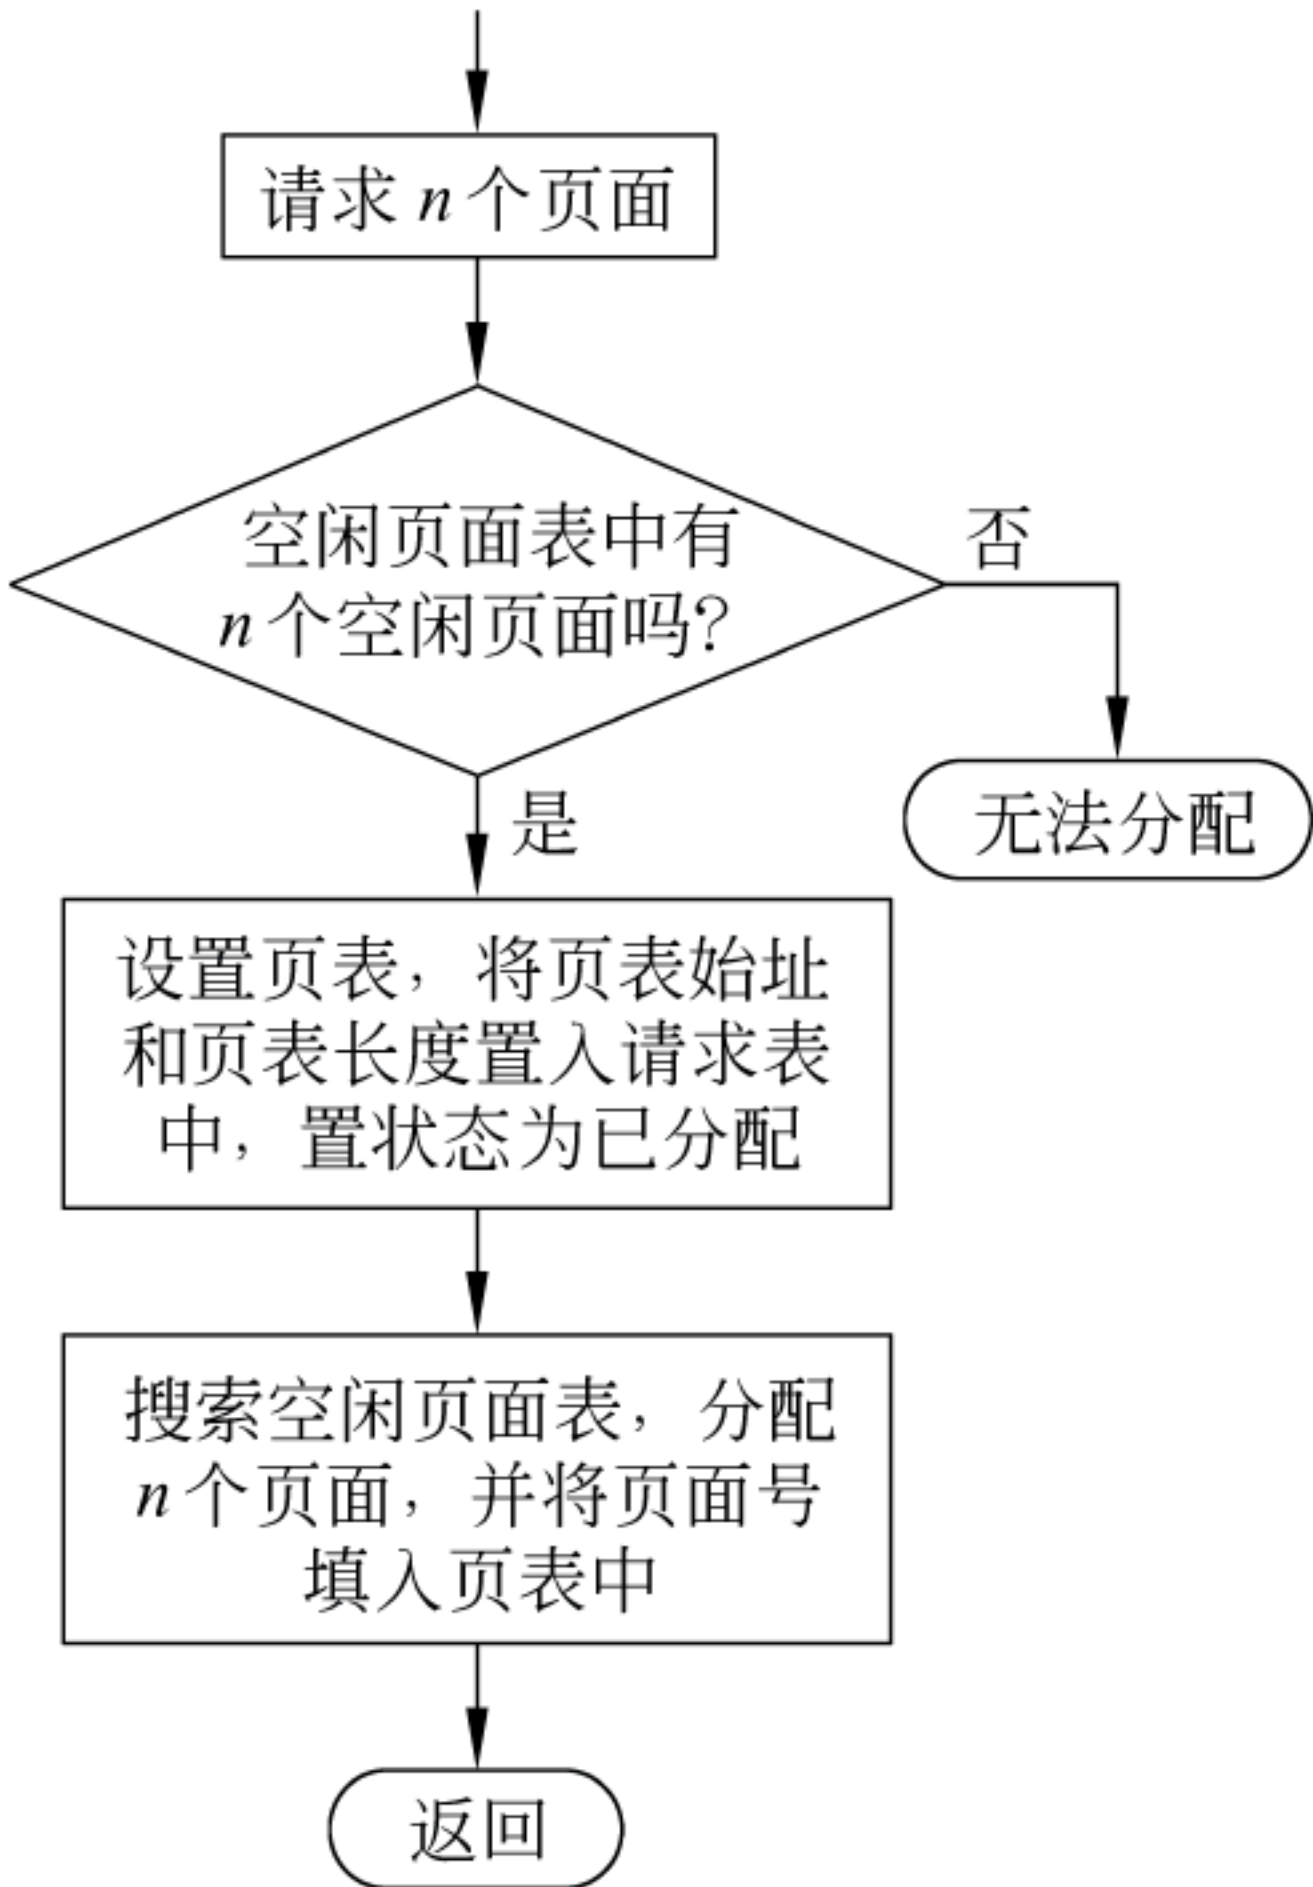 请求 n 个页面
空闲页面表中有
n 个空闲页面吗?
否
无法分配
是
设置页表，将页表始址
和页表长度置入请求表
中，置状态为已分配
搜索空闲页面表，分配
n 个页面，并将页面号
填入页表中
返回